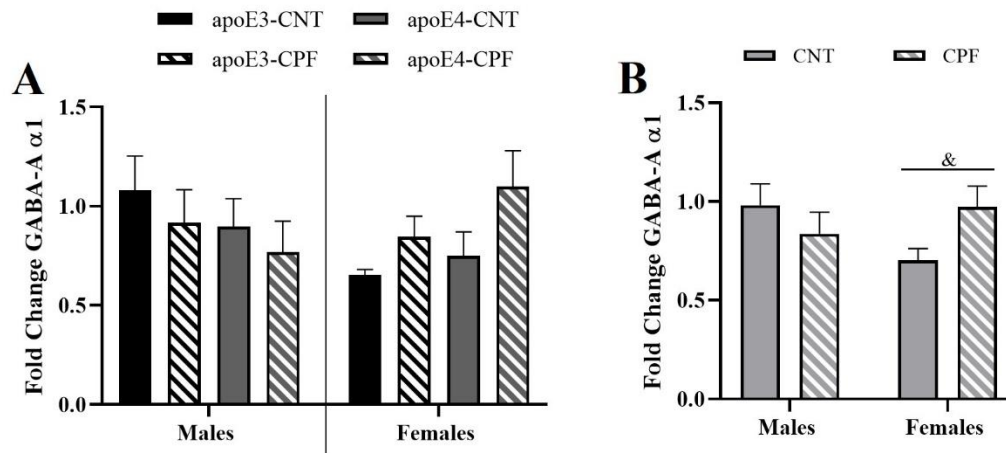 apoE3-CNT apoE4-CNT
apoE3-CPF apoE4-CPF
A
Fold Change GABA-A α1
1.5
1.0
0.5
0.0
Males Females
CNT CPF
B
Fold Change GABA-A α1
1.5
1.0
0.5
0.0
&
Males Females